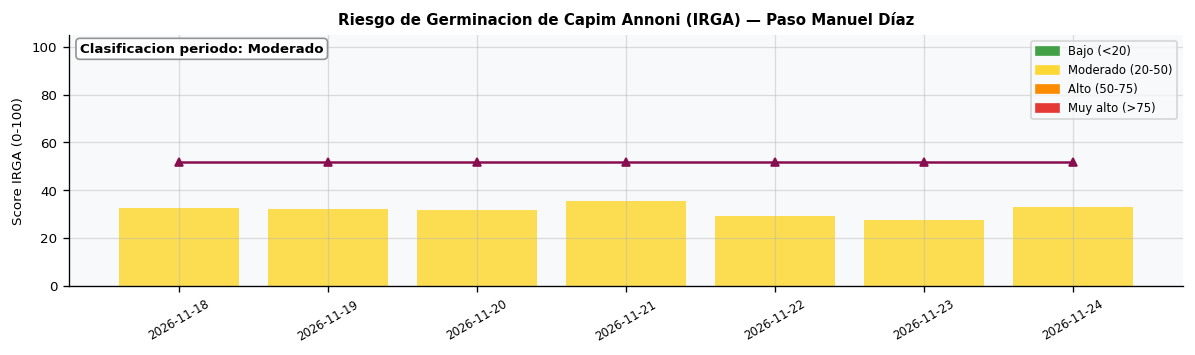 Riesgo de Germinacion de Capim Annoni (IRGA) — Paso Manuel Díaz
Clasificacion periodo: Moderado
Bajo (<20)
Moderado (20-50)
Alto (50-75)
Muy alto (>75)
Score IRGA (0-100)
100
80
60
40
20
0
2026-11-18
2026-11-19
2026-11-20
2026-11-21
2026-11-22
2026-11-23
2026-11-24